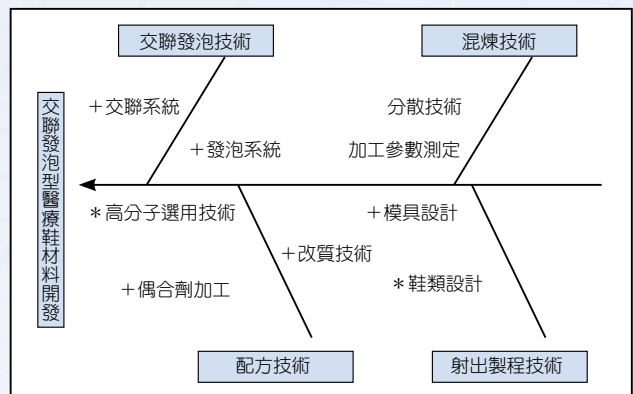 交聯發泡技術
混煉技術
＋交聯系統
分散技術
＋發泡系統
加工參數測定
交聯發泡型醫療鞋材料開發
＊高分子選用技術
＋模具設計
＋改質技術
＋偶合劑加工
＊鞋類設計
配方技術
射出製程技術